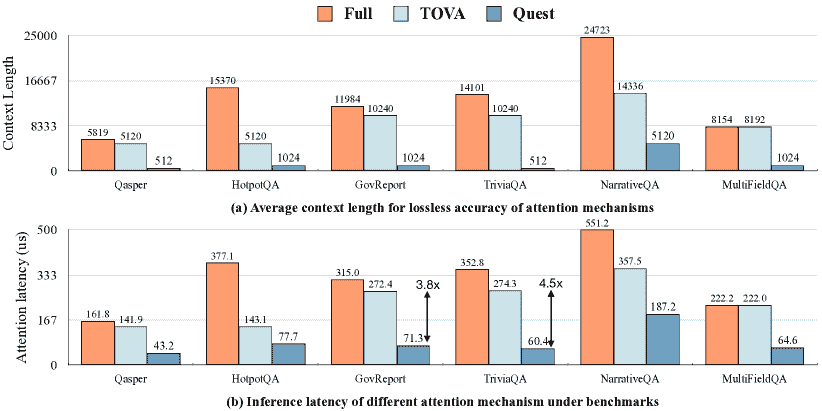 Full TOVA Quest
Context Length
25000
16667
8333
0
5819 5120 512
15370 5120 1024
11984 10240 1024
14101 10240 512
24723 14336 5120
8154 8192 1024
Qasper HotpotQA GovReport TriviaQA NarrativeQA MultiFieldQA
(a) Average context length for lossless accuracy of attention mechanisms
Attention latency (us)
500
333
167
0
161.8 141.9 43.2
377.1 143.1 77.7
315.0 272.4 71.3 3.8x
352.8 274.3 60.4 4.5x
551.2 357.5 187.2
222.2 222.0 64.6
Qasper HotpotQA GovReport TriviaQA NarrativeQA MultiFieldQA
(b) Inference latency of different attention mechanism under benchmarks